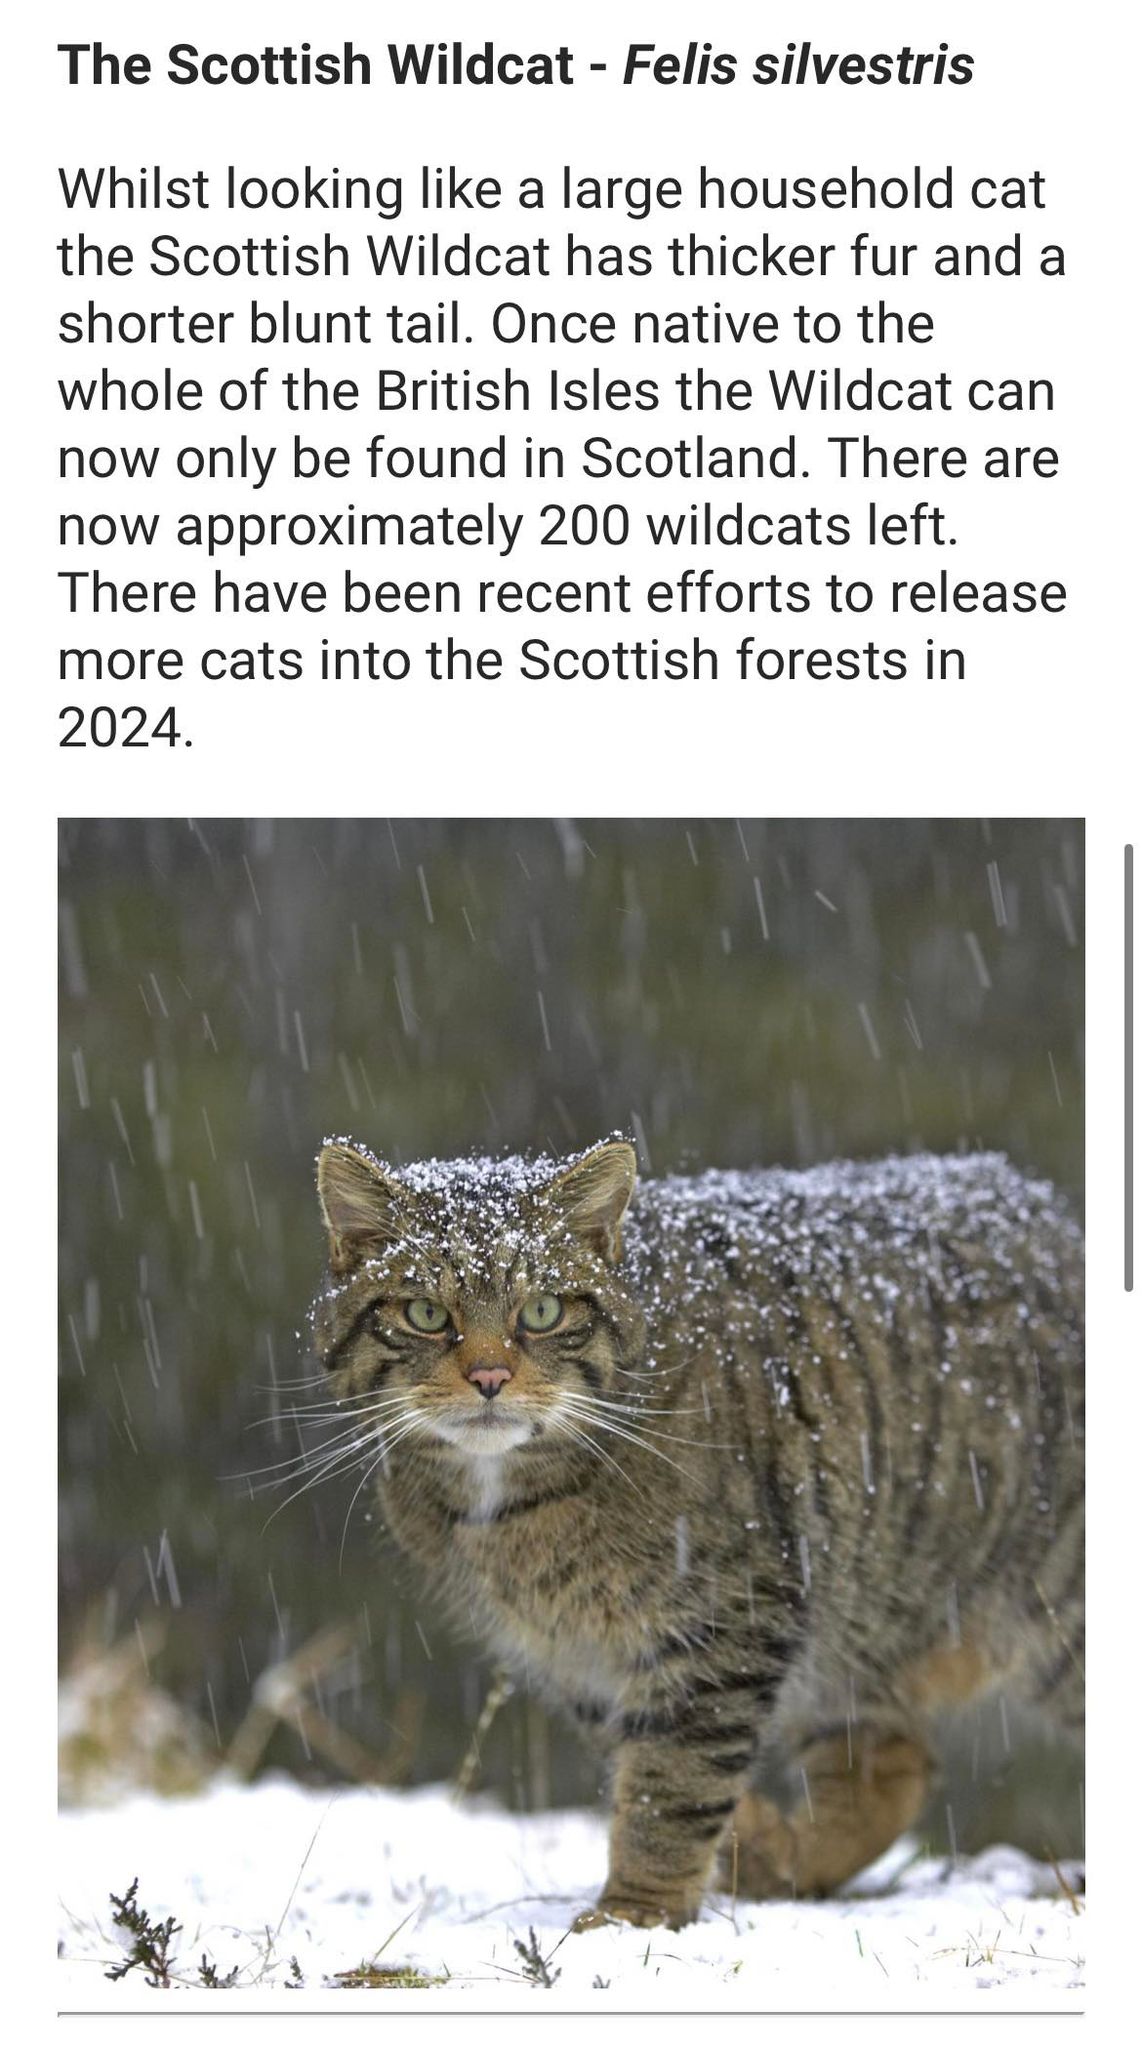 The Scottish Wildcat - Felis silvestris
Whilst looking like a large household cat
the Scottish Wildcat has thicker fur and a
shorter blunt tail. Once native to the
whole of the British Isles the Wildcat can
now only be found in Scotland. There are
now approximately 200 wildcats left.
There have been recent efforts to release
more cats into the Scottish forests in
2024.